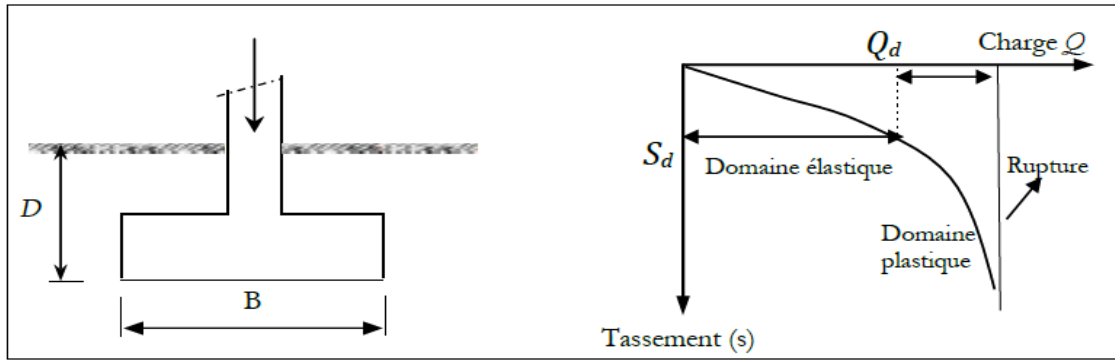 D
B
Q_d
Charge Q
S_d
Domaine élastique
Rupture
Domaine
plastique
Tassement (s)